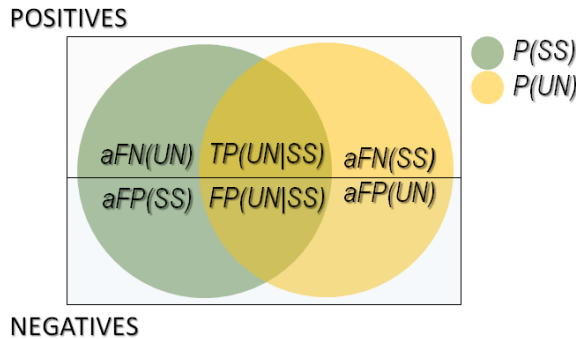 POSITIVES
P(SS)
P(UN)
aFN(UN) TP(UN|SS) aFN(SS)
aFP(SS) FP(UN|SS) aFP(UN)
NEGATIVES